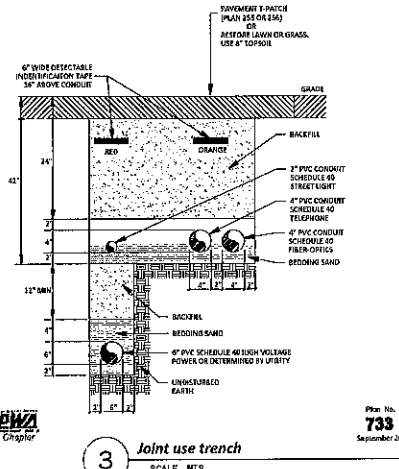 PAVEMENT T-PATCH
(PLAN 255 OR 256)
OR
RESTORE LAWN OR GRASS.
USE 6" TOPSOIL
6" WIDE DETECTABLE
INDENTIFICAITON TAPE
36" ABOVE CONDUIT
GRADE
RED
ORANGE
BACKFILL
24"
42"
2" PVC CONDUIT
SCHEDULE 40
STREETLIGHT
4" PVC CONDUIT
SCHEDULE 40
TELEPHONE
4" PVC CONDUIT
SCHEDULE 40
FIBER OPTICS
BEDDING SAND
2"
4"
2"
4" 2" 4" 2"
12" MIN
BACKFILL
BEDDING SAND
4"
6"
2"
6" PVC SCHEDULE 40 HIGH VOLTAGE
POWER OR DETERMINED BY UTILITY
UNDISTURBED
EARTH
2" 6" 2"
Chapter
Plan No.
733
September
3
Joint use trench
SCALE NTS